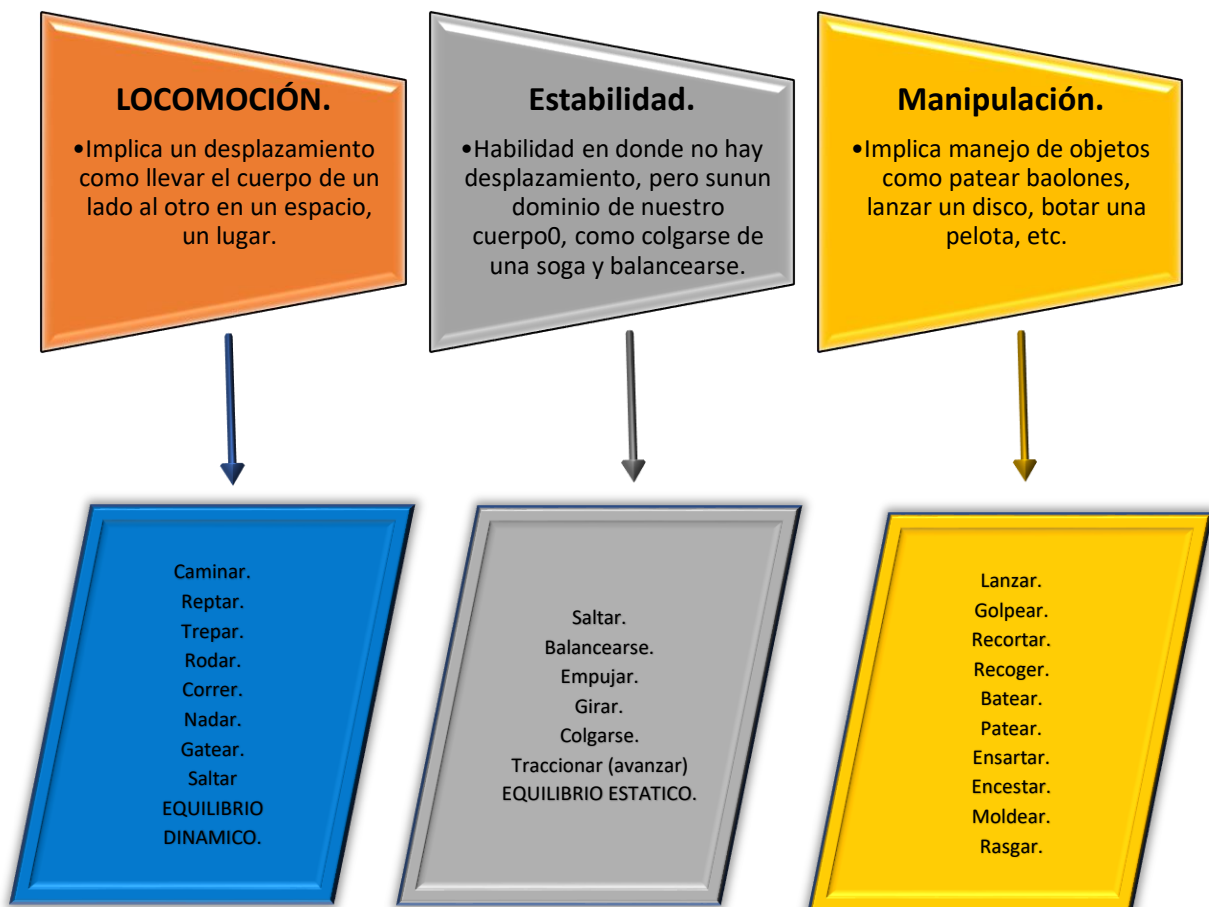 LOCOMOCIÓN.
•Implica un desplazamiento
como llevar el cuerpo de un
lado al otro en un espacio,
un lugar.
Estabilidad.
•Habilidad en donde no hay
desplazamiento, pero sunun
dominio de nuestro
cuerpo0, como colgarse de
una soga y balancearse.
Manipulación.
•Implica manejo de objetos
como patear baolones,
lanzar un disco, botar una
pelota, etc.
Caminar.
Reptar.
Trepar.
Rodar.
Correr.
Nadar.
Gatear.
Saltar
EQUILIBRIO
DINAMICO.
Saltar.
Balancearse.
Empujar.
Girar.
Colgarse.
Traccionar (avanzar)
EQUILIBRIO ESTATICO.
Lanzar.
Golpear.
Recortar.
Recoger.
Batear.
Patear.
Ensartar.
Encestar.
Moldear.
Rasgar.